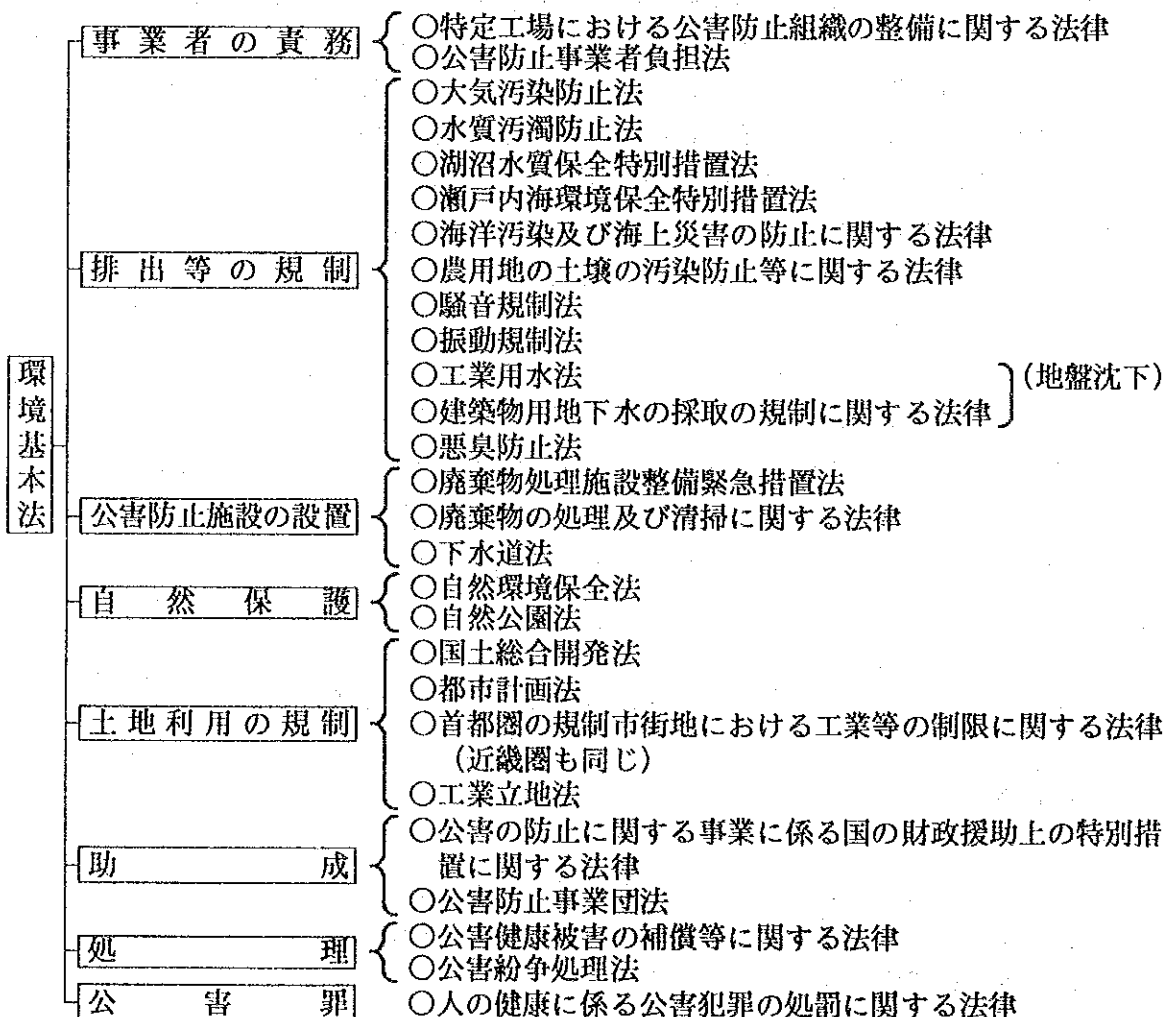 環境基本法
事業者の責務
○特定工場における公害防止組織の整備に関する法律
○公害防止事業者負担法
排出等の規制
○大気汚染防止法
○水質汚濁防止法
○湖沼水質保全特別措置法
○瀬戸内海環境保全特別措置法
○海洋汚染及び海上災害の防止に関する法律
○農用地の土壌の汚染防止等に関する法律
○騒音規制法
○振動規制法
○工業用水法
○建築物用地下水の採取の規制に関する法律
(地盤沈下)
○悪臭防止法
公害防止施設の設置
○廃棄物処理施設整備緊急措置法
○廃棄物の処理及び清掃に関する法律
○下水道法
自然保護
○自然環境保全法
○自然公園法
土地利用の規制
○国土総合開発法
○都市計画法
○首都圏の規制市街地における工業等の制限に関する法律
(近畿圏も同じ)
○工業立地法
助成
○公害の防止に関する事業に係る国の財政援助上の特別措
置に関する法律
○公害防止事業団法
処理
○公害健康被害の補償等に関する法律
○公害紛争処理法
公害罪
○人の健康に係る公害犯罪の処罰に関する法律